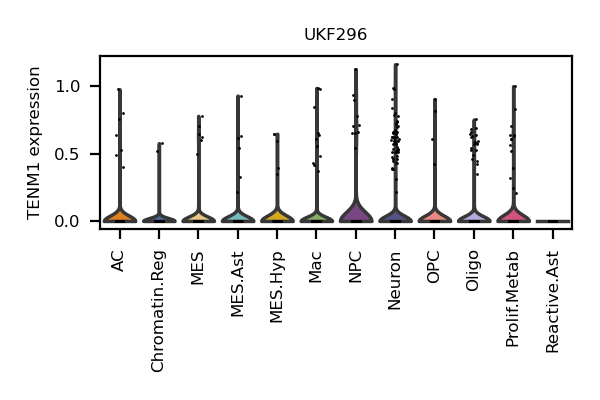 UKF296
TENM1 expression
1.0
0.5
0.0
AC
Chromatin.Reg
MES
MES.Ast
MES.Hyp
Mac
NPC
Neuron
OPC
Oligo
Prolif.Metab
Reactive.Ast